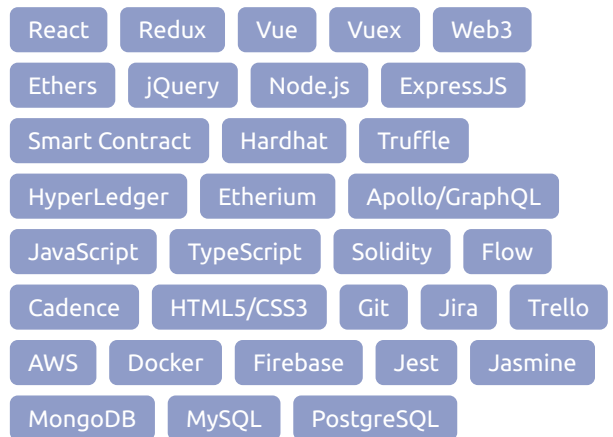 React Redux Vue Vuex Web3
Ethers jQuery Node.js ExpressJS
Smart Contract Hardhat Truffle
HyperLedger Etherium Apollo/GraphQL
JavaScript TypeScript Solidity Flow
Cadence HTML5/CSS3 Git Jira Trello
AWS Docker Firebase Jest Jasmine
MongoDB MySQL PostgreSQL